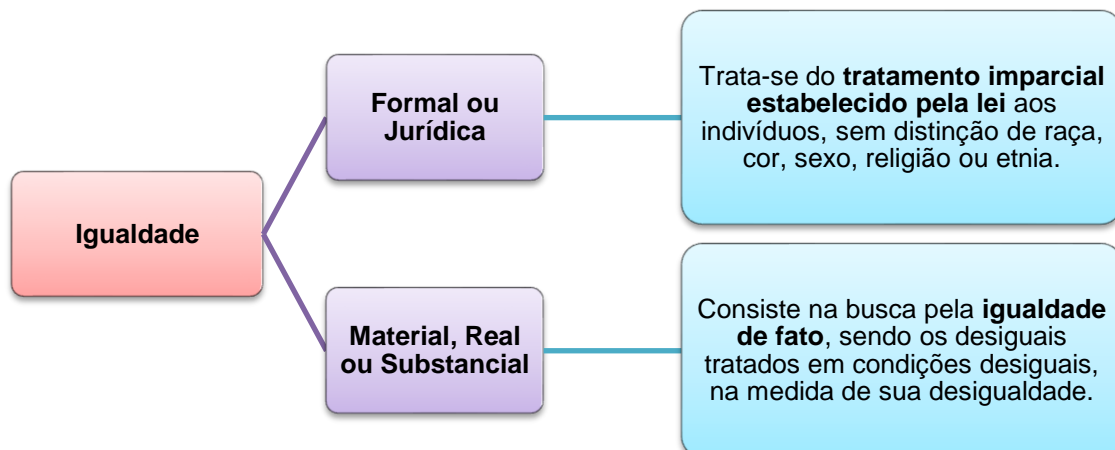 Igualdade
Formal ou
Jurídica
Trata-se do tratamento imparcial
estabelecido pela lei aos
indivíduos, sem distinção de raça,
cor, sexo, religião ou etnia.
Material, Real
ou Substancial
Consiste na busca pela igualdade
de fato, sendo os desiguais
tratados em condições desiguais,
na medida de sua desigualdade.